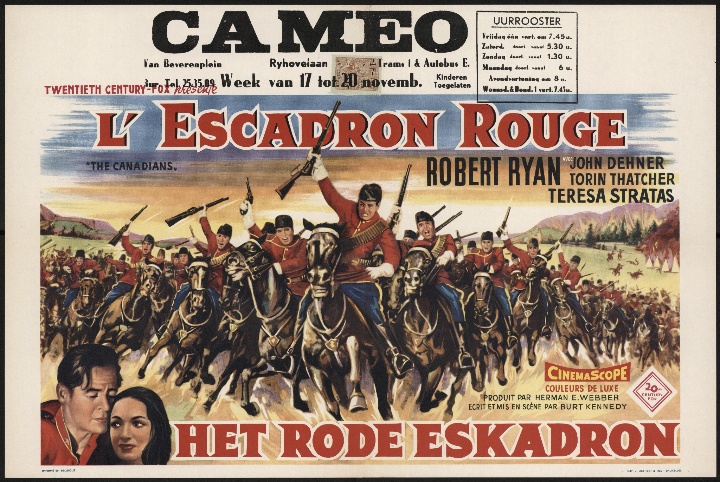 CAMEO
Van Beverenplein Ryhovelaan Trams 1 & Autobus E.
Tel. 25.15.09 Week van 17 tot 20 novemb. Kinderen Toegelaten
UURROOSTER
Vrijdag één vert. om 7.45 u.
Zaterd. doorl. vanaf 5.30 u.
Zondag doorl. vanaf 1.30 u.
Maandag vanaf 6 u.
Avondvertoning om 8 u.
Woensd. & Dond. 1 vert. 7.45 u.
TWENTIETH CENTURY-FOX présente
L'ESCADRON ROUGE
"THE CANADIANS"
ROBERT RYAN AVEC JOHN DEHNER
TORIN THATCHER
TERESA STRATAS
CINEMASCOPE
COULEURS DE LUXE
PRODUIT PAR HERMAN E. WEBBER
ECRIT ET MIS EN SCÈNE PAR BURT KENNEDY
20th CENTURY FOX
HET RODE ESKADRON